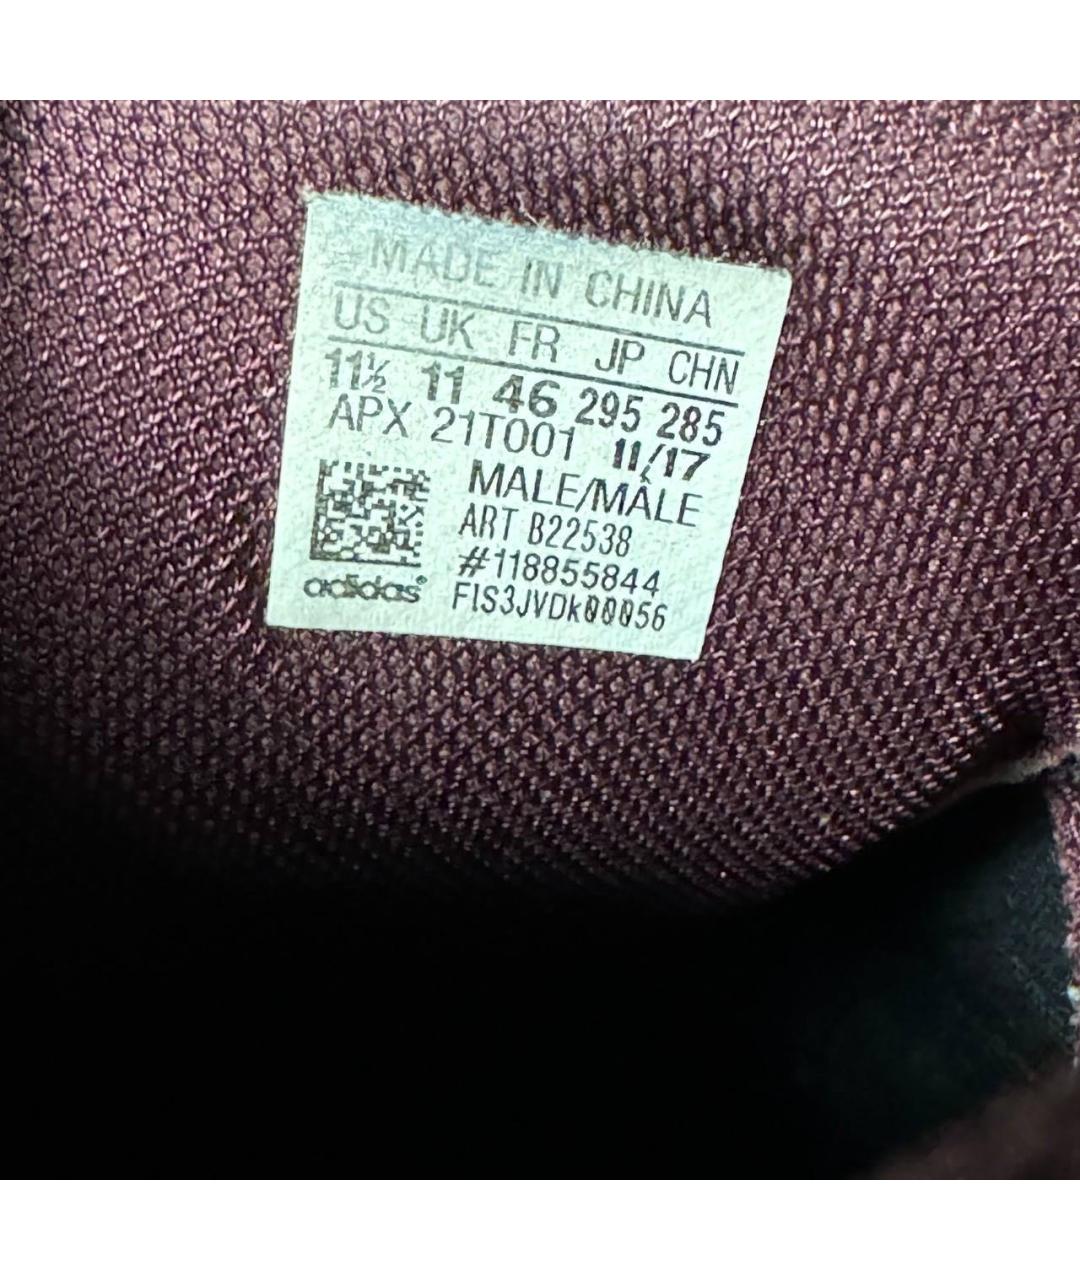 MADE IN CHINA
US UK FR JP CHN
11½ 11 46 295 285
APX 21T001 11/17
MALE/MÂLE
ART B22538
#118855844
adidas® FIS3JVDk00056